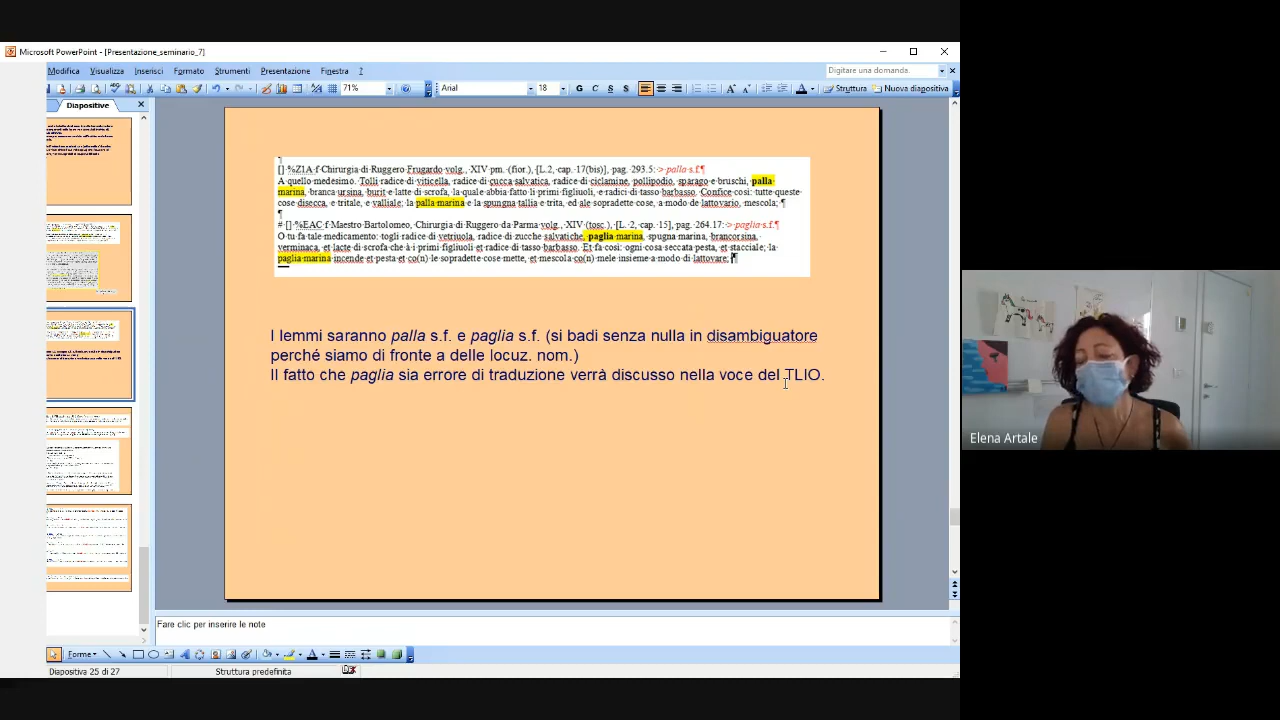 Microsoft PowerPoint - [Presentazione_seminario_7]
Modifica Visualizza Inserisci Formato Strumenti Presentazione Finestra ?
Digitare una domanda.
71% Arial 18 G C S S A A A Struttura Nuova diapositiva
Diapositive
[] %Z1A f Chirurgia di Ruggero Frugardo volg., XIV pm. (fior.), [L.2, cap. 17(bis)], pag. 293.5: > palla s.f.¶
A quello medesimo. Tolli radice di viticella, radice di cucca salvatica, radice di ciclamine, pollipodio, sparago e bruschi, palla
marina, branca ursina, burit e latte di scrofa, la quale abbia fatto li primi figliuoli, e radici di tasso barbasso. Confice così: tutte queste
cose disecca, e tritale, e valliale; la palla marina e la spungna tallia e trita, ed ale sopradette cose, a modo de lattovario, mescola; ¶
¶
# [] %EAC f Maestro Bartolomeo, Chirurgia di Ruggero da Parma volg., XIV (tosc.), [L. 2, cap. 15], pag. 264.17: > paglia s.f.¶
O tu fa tale medicamento: togli radice di vetriuola, radice di zucche salvatiche, paglia marina, spugna marina, brancorsina,
verminaca, et lacte di scrofa che à i primi figliuoli et radice di tasso barbasso. Et fa così: ogni cosa seccata pesta, et stacciale; la
paglia marina incende et pesta et co(n) le sopradette cose mette, et mescola co(n) mele insieme a modo di lattovare; ¶
I lemmi saranno palla s.f. e paglia s.f. (si badi senza nulla in disambiguatore
perché siamo di fronte a delle locuz. nom.)
Il fatto che paglia sia errore di traduzione verrà discusso nella voce del TLIO.
Elena Artale
Fare clic per inserire le note
Forme
Diapositiva 25 di 27 Struttura predefinita